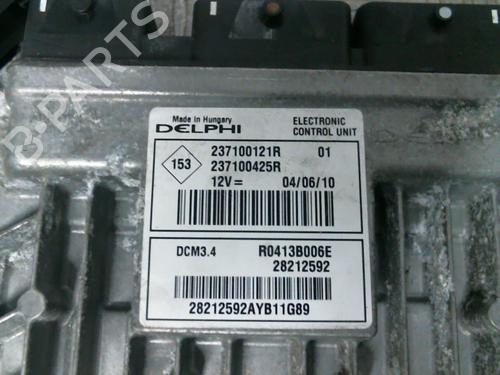 B-PARTS
Made in Hungary
DELPHI
ELECTRONIC
CONTROL UNIT
153
237100121R 01
237100425R
12V= 04/06/10
DCM3.4 R0413B006E
28212592
28212592AYB11G89